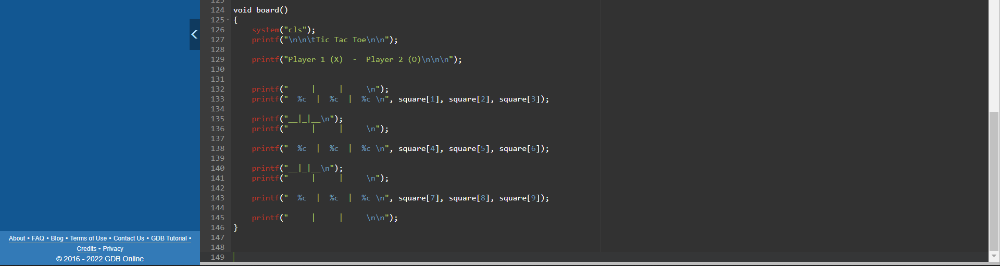 123
124 void board()
125 {
126     system("cls");
127     printf("\n\n\tTic Tac Toe\n\n");
128
129     printf("Player 1 (X)  -  Player 2 (O)\n\n\n");
130
131
132     printf("     |     |     \n");
133     printf("  %c  |  %c  |  %c \n", square[1], square[2], square[3]);
134
135     printf("__|_|__\n");
136     printf("     |     |     \n");
137
138     printf("  %c  |  %c  |  %c \n", square[4], square[5], square[6]);
139
140     printf("__|_|__\n");
141     printf("     |     |     \n");
142
143     printf("  %c  |  %c  |  %c \n", square[7], square[8], square[9]);
144
145     printf("     |     |     \n\n");
146 }
147
148
149
About • FAQ • Blog • Terms of Use • Contact Us • GDB Tutorial •
Credits • Privacy
© 2016 - 2022 GDB Online